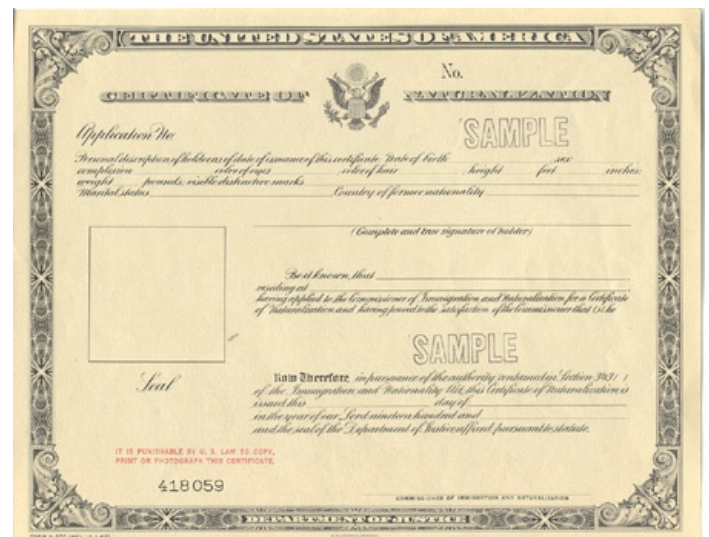 THE UNITED STATES OF AMERICA
No.
CERTIFICATE OF NATURALIZATION
Application No.
SAMPLE
Personal description of holder as of date of issuance of this certificate: Date of birth sex
complexion color of eyes color of hair height feet inches:
weight pounds: visible distinctive marks
Marital status Country of former nationality
(Complete and true signature of holder)
Be it known, that
residing at
having applied to the Commissioner of Immigration and Naturalization for a Certificate
of Naturalization and having proved to the satisfaction of the Commissioner that (s)he
SAMPLE
Seal
Now Therefore, in pursuance of the authority contained in Section 343( )
of the Immigration and Nationality Act, this Certificate of Naturalization is
issued this day of
in the year of our Lord nineteen hundred and
and the seal of the Department of Justice affixed pursuant to statute.
IT IS PUNISHABLE BY U. S. LAW TO COPY,
PRINT OR PHOTOGRAPH THIS CERTIFICATE.
418059
COMMISSIONER OF IMMIGRATION AND NATURALIZATION
DEPARTMENT OF JUSTICE